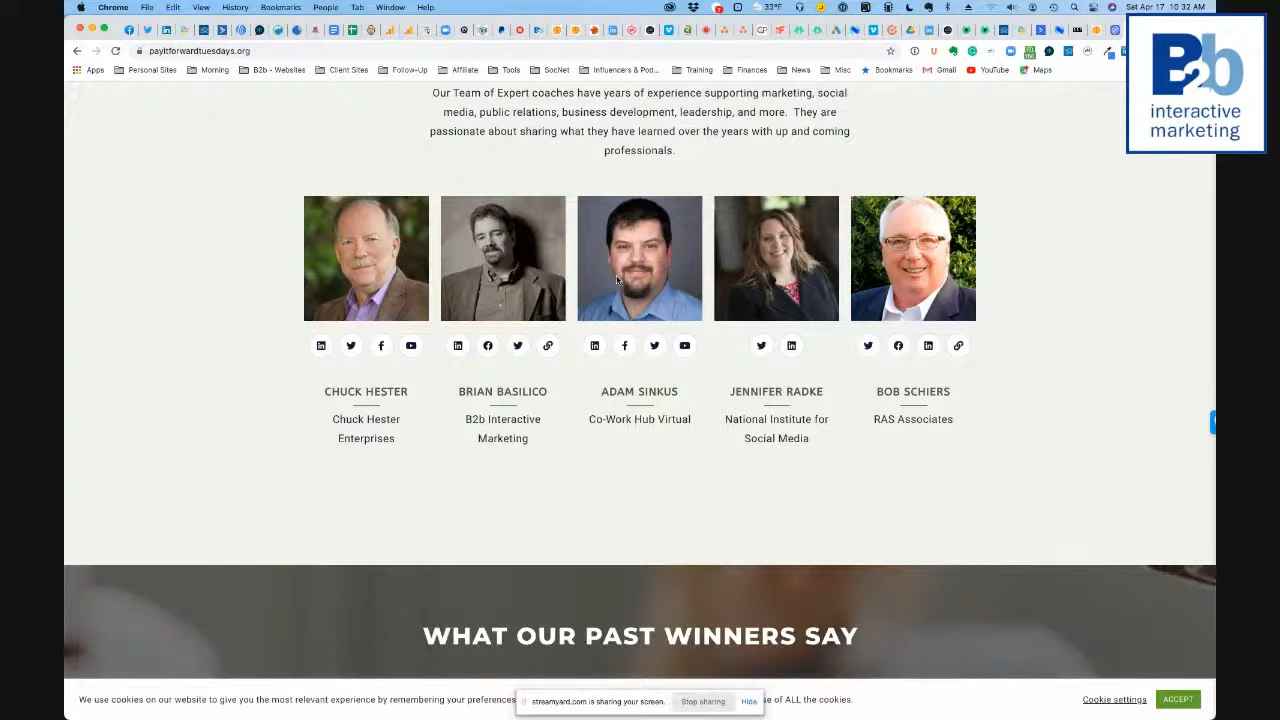 Chrome File Edit View History Bookmarks People Tab Window Help 33°F Sat Apr 17 10:32 AM
payitforwardtuesdays.org
Apps Personal Sites Morning B2b - Websites Client Sites Follow-Up Affiliate Tools SocNet Influencers & Pod... Training Finances News Misc Bookmarks Gmail YouTube Maps
B2b
interactive
marketing
Our Team of Expert coaches have years of experience supporting marketing, social
media, public relations, business development, leadership, and more. They are
passionate about sharing what they have learned over the years with up and coming
professionals.
CHUCK HESTER
Chuck Hester
Enterprises
BRIAN BASILICO
B2b Interactive
Marketing
ADAM SINKUS
Co-Work Hub Virtual
JENNIFER RADKE
National Institute for
Social Media
BOB SCHIERS
RAS Associates
WHAT OUR PAST WINNERS SAY
We use cookies on our website to give you the most relevant experience by remembering your preferences
se of ALL the cookies.
Cookie settings
ACCEPT
streamyard.com is sharing your screen.
Stop sharing
Hide